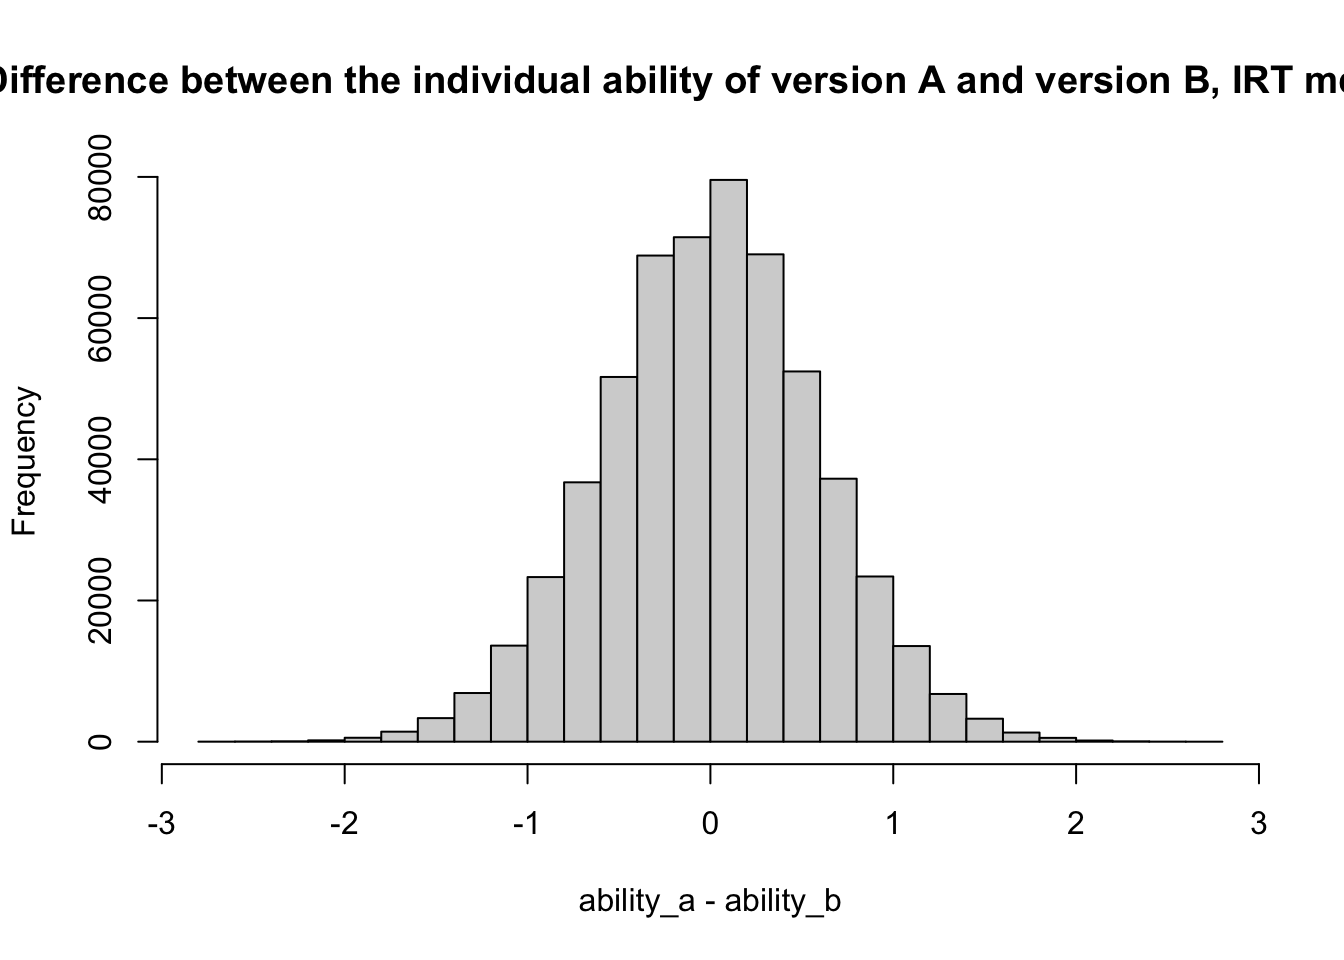 Difference between the individual ability of version A and version B, IRT
Frequency
80000
60000
40000
20000
0
-3 -2 -1 0 1 2 3
ability_a - ability_b